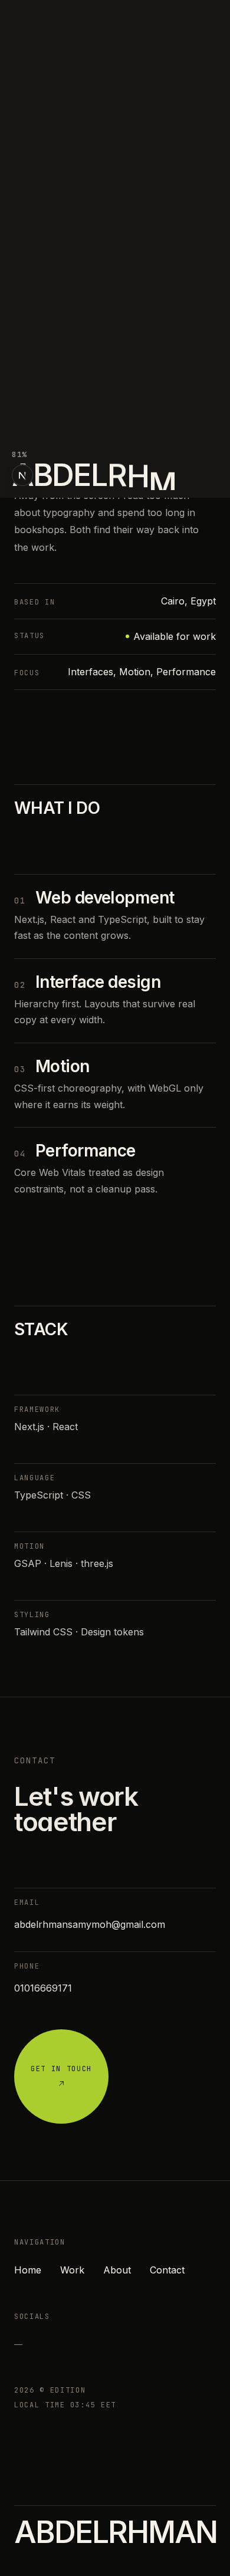 81%
N
ABDELRHM
about typography and spend too long in
bookshops. Both find their way back into
the work.
BASED IN
Cairo, Egypt
STATUS
Available for work
FOCUS
Interfaces, Motion, Performance
WHAT I DO
01 Web development
Next.js, React and TypeScript, built to stay
fast as the content grows.
02 Interface design
Hierarchy first. Layouts that survive real
copy at every width.
03 Motion
CSS-first choreography, with WebGL only
where it earns its weight.
04 Performance
Core Web Vitals treated as design
constraints, not a cleanup pass.
STACK
FRAMEWORK
Next.js · React
LANGUAGE
TypeScript · CSS
MOTION
GSAP · Lenis · three.js
STYLING
Tailwind CSS · Design tokens
CONTACT
Let's work
together
EMAIL
abdelrhmansamymoh@gmail.com
PHONE
01016669171
GET IN TOUCH
↗
NAVIGATION
Home Work About Contact
SOCIALS
—
2026 © EDITION
LOCAL TIME 03:45 EET
ABDELRHMAN